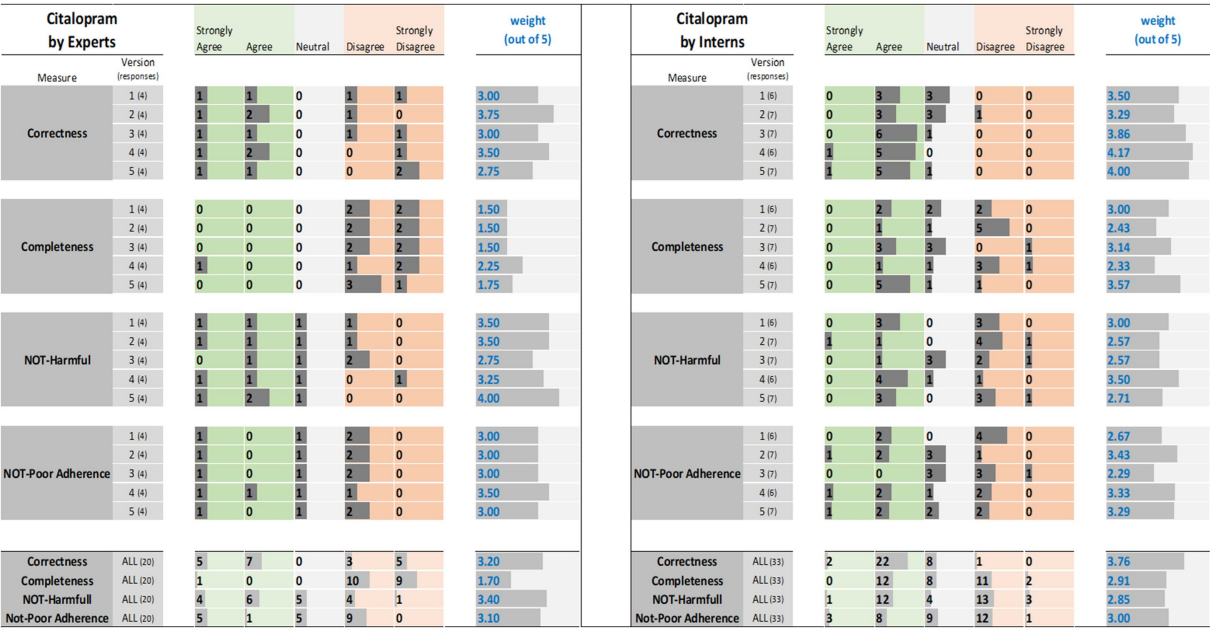 Citalopram by Experts Strongly Agree Agree Neutral Disagree Strongly Disagree weight (out of 5)
Measure Version (responses)
Correctness
1 (4) 1 1 0 1 1 3.00
2 (4) 1 2 0 1 0 3.75
3 (4) 1 1 0 1 1 3.00
4 (4) 1 2 0 0 1 3.50
5 (4) 1 1 0 0 2 2.75
Completeness
1 (4) 0 0 0 2 2 1.50
2 (4) 0 0 0 2 2 1.50
3 (4) 0 0 0 2 2 1.50
4 (4) 1 0 0 1 2 2.25
5 (4) 0 0 0 3 1 1.75
NOT-Harmful
1 (4) 1 1 1 1 0 3.50
2 (4) 1 1 1 1 0 3.50
3 (4) 0 1 1 2 0 2.75
4 (4) 1 1 1 0 1 3.25
5 (4) 1 2 1 0 0 4.00
NOT-Poor Adherence
1 (4) 1 0 1 2 0 3.00
2 (4) 1 0 1 2 0 3.00
3 (4) 1 0 1 2 0 3.00
4 (4) 1 1 1 1 0 3.50
5 (4) 1 0 1 2 0 3.00
Correctness ALL (20) 5 7 0 3 5 3.20
Completeness ALL (20) 1 0 0 10 9 1.70
NOT-Harmfull ALL (20) 4 6 5 4 1 3.40
Not-Poor Adherence ALL (20) 5 1 5 9 0 3.10
Citalopram by Interns Strongly Agree Agree Neutral Disagree Strongly Disagree weight (out of 5)
Measure Version (responses)
Correctness
1 (6) 0 3 3 0 0 3.50
2 (7) 0 3 3 1 0 3.29
3 (7) 0 6 1 0 0 3.86
4 (6) 1 5 0 0 0 4.17
5 (7) 1 5 1 0 0 4.00
Completeness
1 (6) 0 2 2 2 0 3.00
2 (7) 0 1 1 5 0 2.43
3 (7) 0 3 3 0 1 3.14
4 (6) 0 1 1 3 1 2.33
5 (7) 0 5 1 1 0 3.57
NOT-Harmful
1 (6) 0 3 0 3 0 3.00
2 (7) 1 1 0 4 1 2.57
3 (7) 0 1 3 2 1 2.57
4 (6) 0 4 1 1 0 3.50
5 (7) 0 3 0 3 1 2.71
NOT-Poor Adherence
1 (6) 0 2 0 4 0 2.67
2 (7) 1 2 3 1 0 3.43
3 (7) 0 0 3 3 1 2.29
4 (6) 1 2 1 2 0 3.33
5 (7) 1 2 2 2 0 3.29
Correctness ALL (33) 2 22 8 1 0 3.76
Completeness ALL (33) 0 12 8 11 2 2.91
NOT-Harmfull ALL (33) 1 12 4 13 3 2.85
Not-Poor Adherence ALL (33) 3 8 9 12 1 3.00